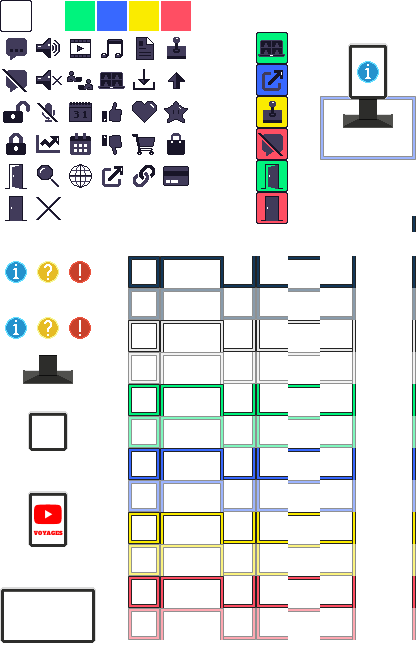 31
i
i ? !
i ? !
VOYAGES